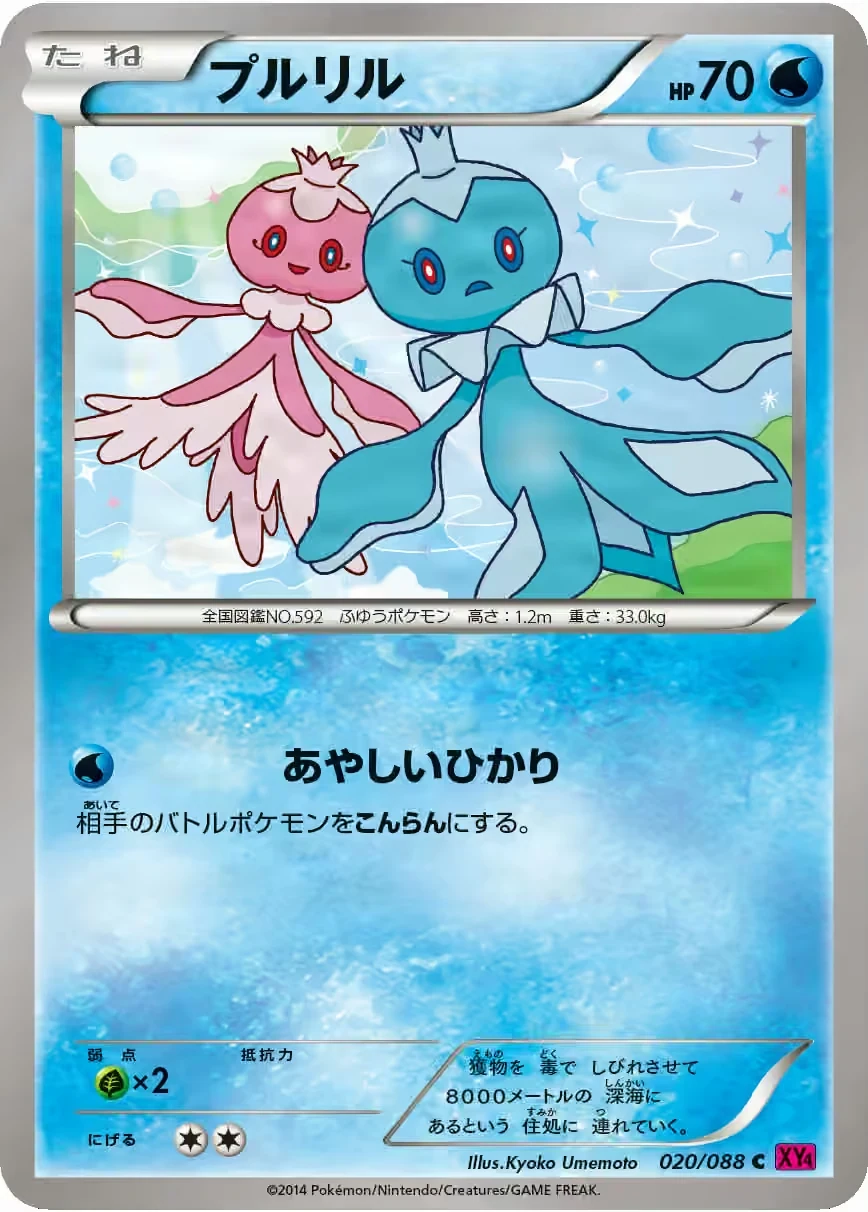 たね プルリル HP70
全国図鑑NO.592 ふゆうポケモン 高さ：1.2m 重さ：33.0kg
あやしいひかり
あいて
相手のバトルポケモンをこんらんにする。
弱点 抵抗力
×2
にげる
えもの どく
獲物を 毒で しびれさせて
しんかい
8000メートルの 深海に
すみか つ
あるという 住処に 連れていく。
Illus.Kyoko Umemoto 020/088 C XY4
©2014 Pokémon/Nintendo/Creatures/GAME FREAK.